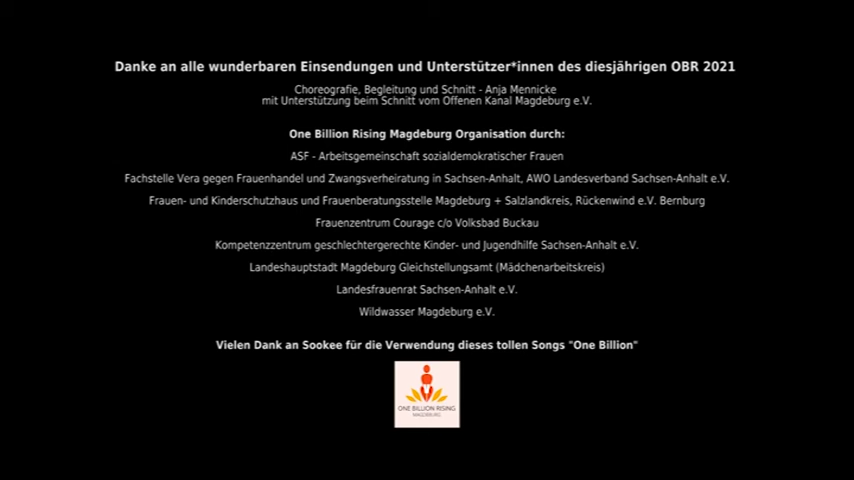 Danke an alle wunderbaren Einsendungen und Unterstützer*innen des diesjährigen OBR 2021
Choreografie, Begleitung und Schnitt - Anja Mennicke
mit Unterstützung beim Schnitt vom Offenen Kanal Magdeburg e.V.
One Billion Rising Magdeburg Organisation durch:
ASF - Arbeitsgemeinschaft sozialdemokratischer Frauen
Fachstelle Vera gegen Frauenhandel und Zwangsverheiratung in Sachsen-Anhalt, AWO Landesverband Sachsen-Anhalt e.V.
Frauen- und Kinderschutzhaus und Frauenberatungsstelle Magdeburg + Salzlandkreis, Rückenwind e.V. Bernburg
Frauenzentrum Courage c/o Volksbad Buckau
Kompetenzzentrum geschlechtergerechte Kinder- und Jugendhilfe Sachsen-Anhalt e.V.
Landeshauptstadt Magdeburg Gleichstellungsamt (Mädchenarbeitskreis)
Landesfrauenrat Sachsen-Anhalt e.V.
Wildwasser Magdeburg e.V.
Vielen Dank an Sookee für die Verwendung dieses tollen Songs "One Billion"
ONE BILLION RISING
MAGDEBURG